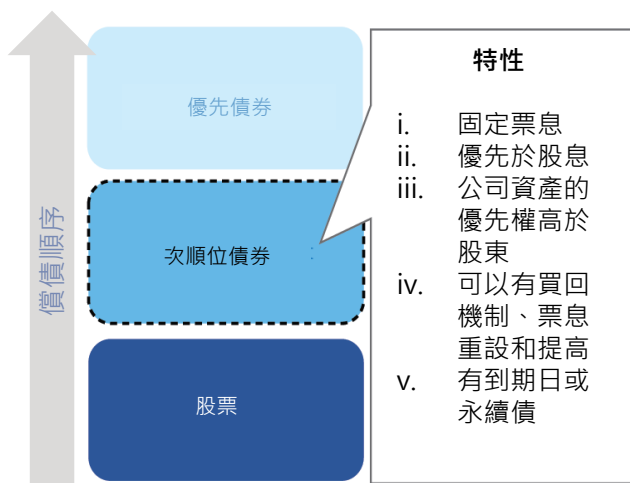 償債順序
優先債券
次順位債券
股票
特性
i. 固定票息
ii. 優先於股息
iii. 公司資產的
優先權高於
股東
iv. 可以有買回
機制、票息
重設和提高
v. 有到期日或
永續債